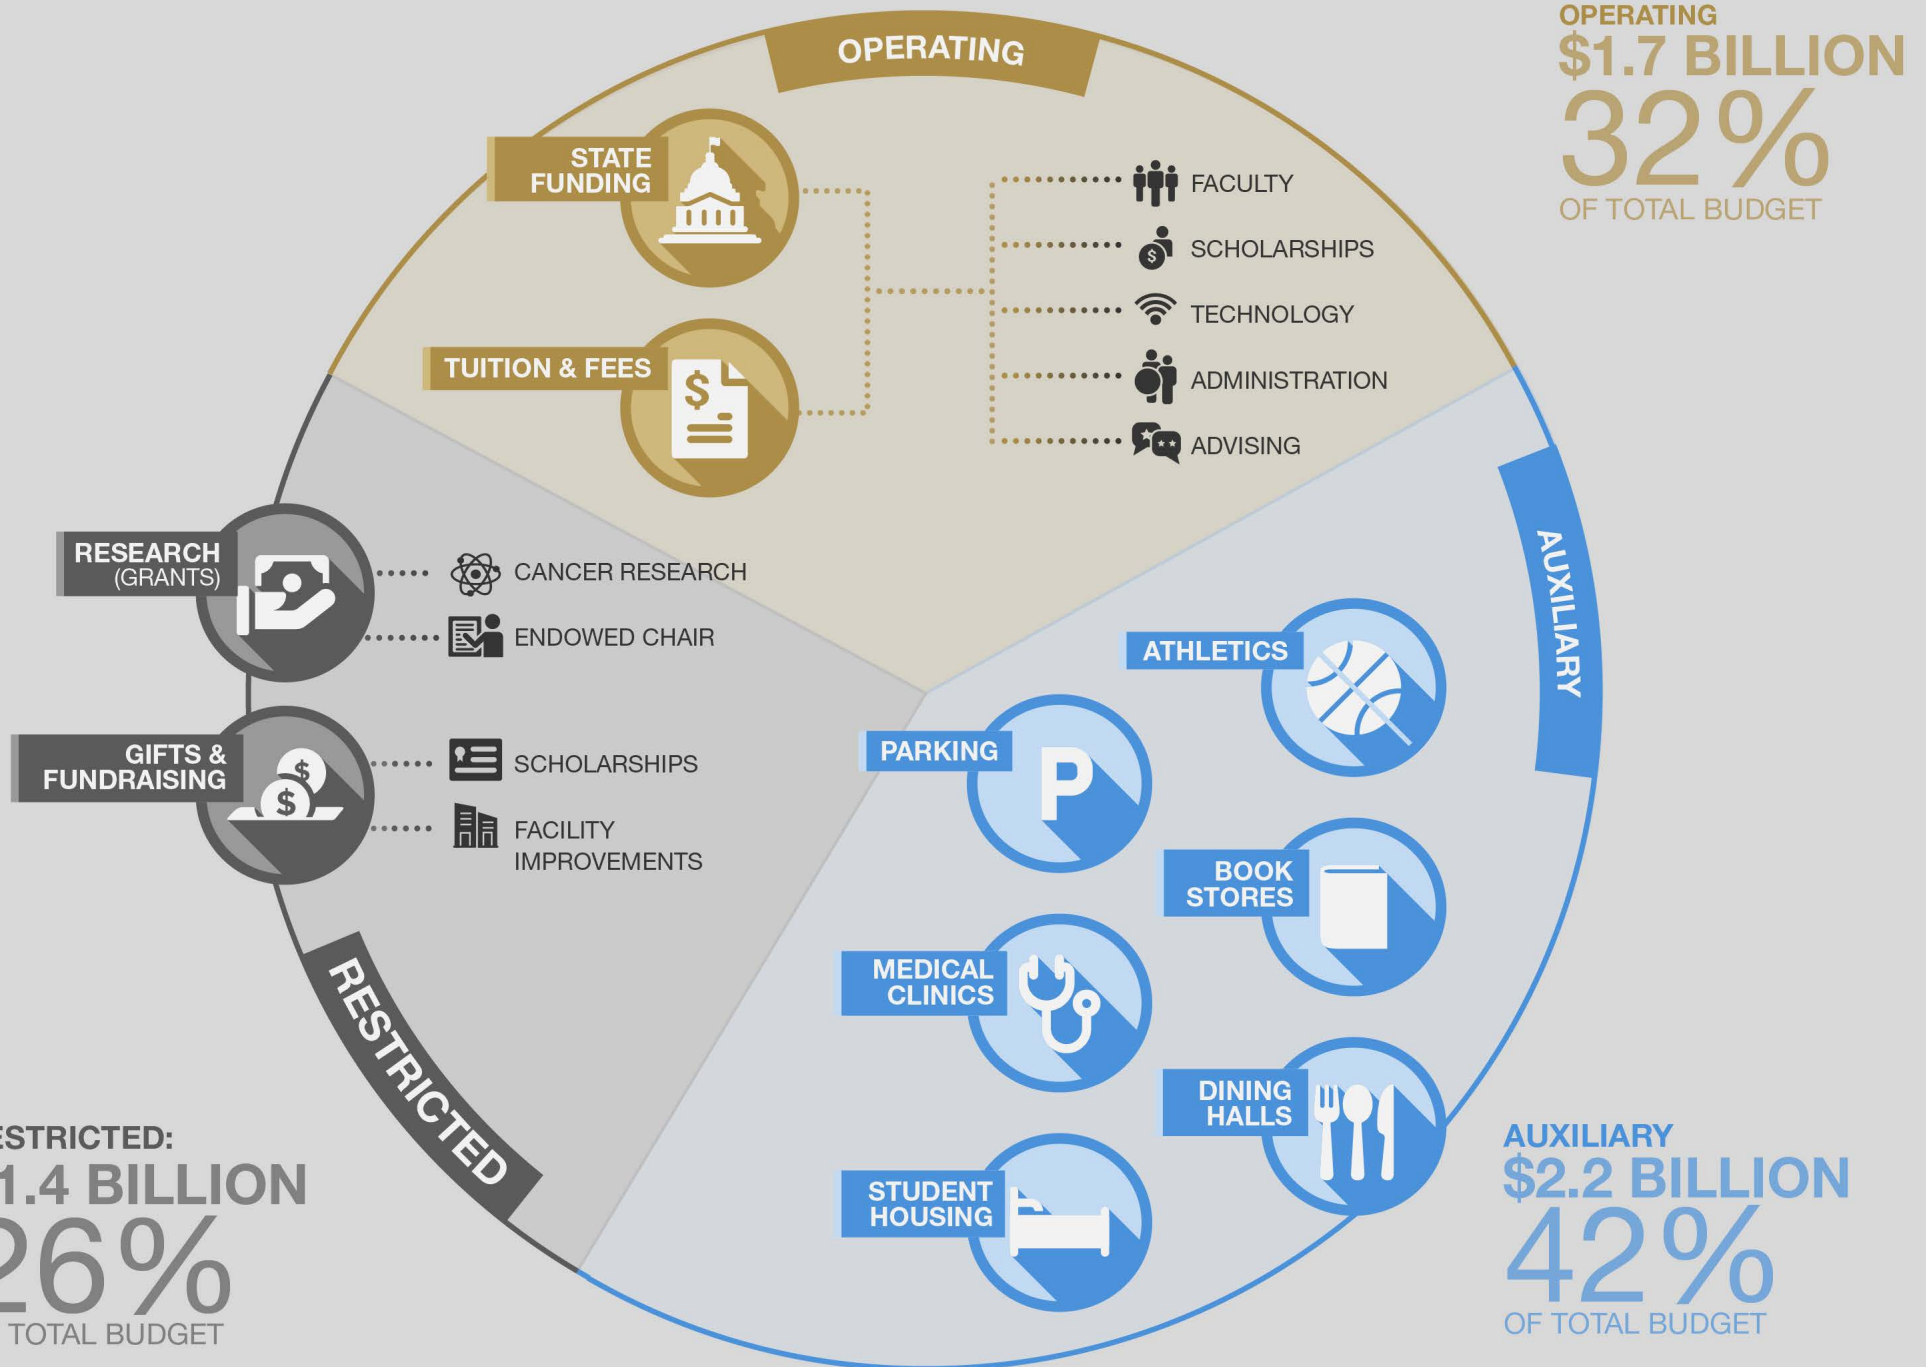 OPERATING
$1.7 BILLION
32%
OF TOTAL BUDGET
OPERATING
STATE
FUNDING
TUITION & FEES
FACULTY
SCHOLARSHIPS
TECHNOLOGY
ADMINISTRATION
ADVISING
RESEARCH
(GRANTS)
CANCER RESEARCH
ENDOWED CHAIR
GIFTS &
FUNDRAISING
SCHOLARSHIPS
FACILITY
IMPROVEMENTS
RESTRICTED
AUXILIARY
ATHLETICS
PARKING
P
BOOK
STORES
MEDICAL
CLINICS
DINING
HALLS
STUDENT
HOUSING
ESTRICTED:
1.4 BILLION
26%
TOTAL BUDGET
AUXILIARY
$2.2 BILLION
42%
OF TOTAL BUDGET